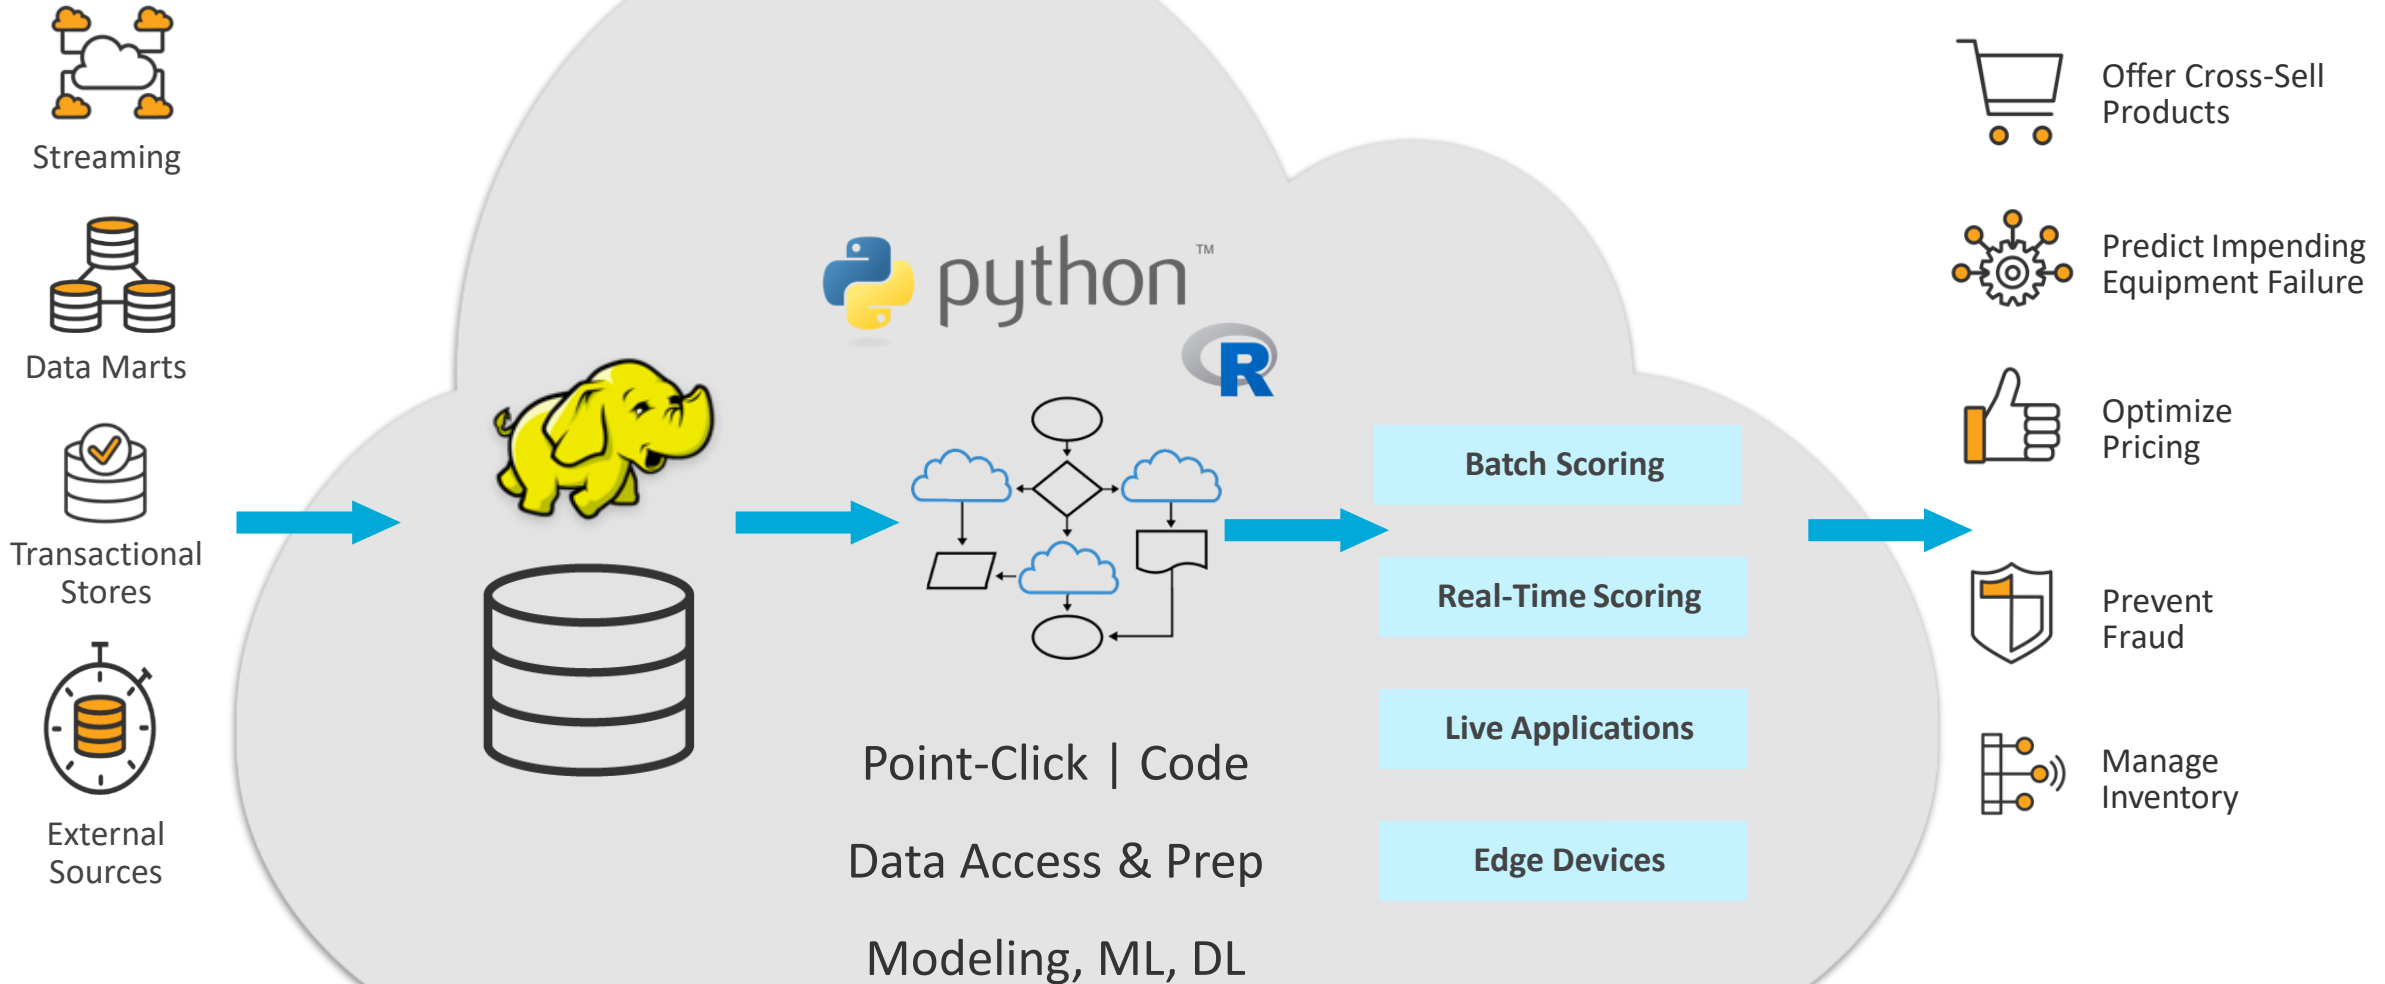 Streaming
Data Marts
Transactional
Stores
External
Sources
python™
R
Point-Click | Code
Data Access & Prep
Modeling, ML, DL
Batch Scoring
Real-Time Scoring
Live Applications
Edge Devices
Offer Cross-Sell
Products
Predict Impending
Equipment Failure
Optimize
Pricing
Prevent
Fraud
Manage
Inventory